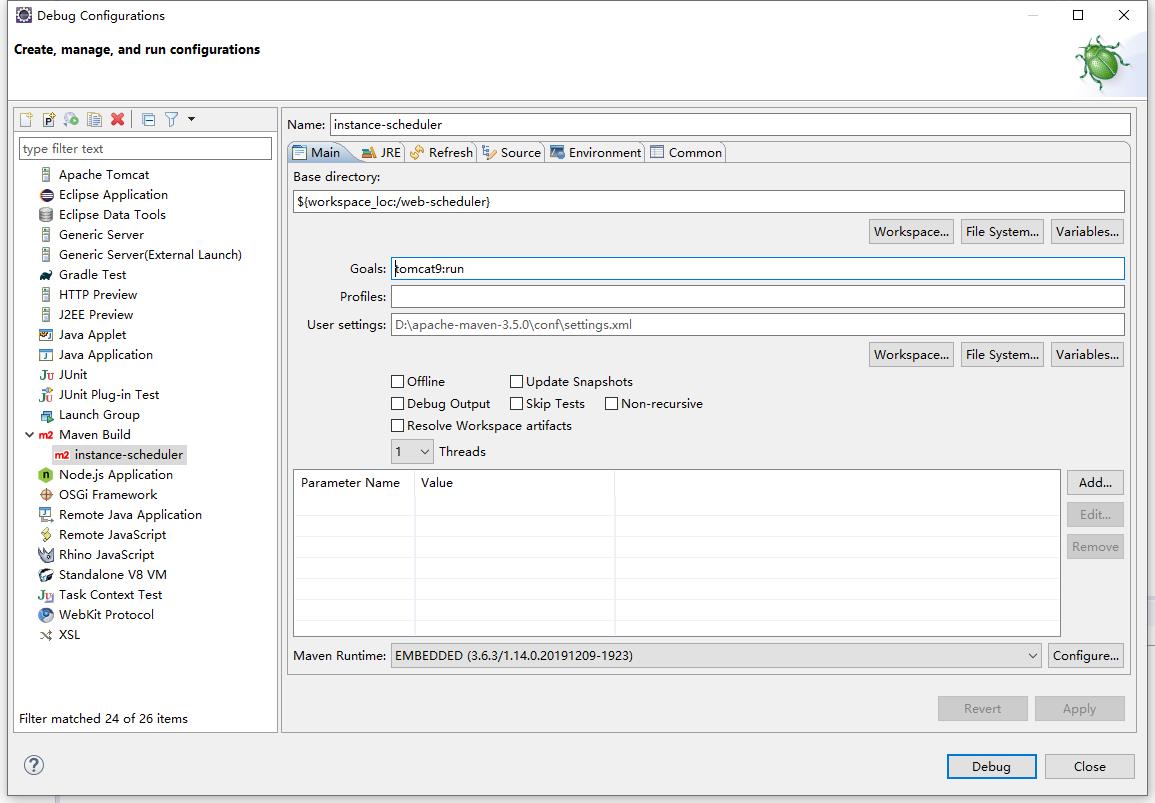 Debug Configurations
Create, manage, and run configurations
type filter text
Apache Tomcat
Eclipse Application
Eclipse Data Tools
Generic Server
Generic Server(External Launch)
Gradle Test
HTTP Preview
J2EE Preview
Java Applet
Java Application
JUnit
JUnit Plug-in Test
Launch Group
Maven Build
instance-scheduler
Node.js Application
OSGi Framework
Remote Java Application
Remote JavaScript
Rhino JavaScript
Standalone V8 VM
Task Context Test
WebKit Protocol
XSL
Filter matched 24 of 26 items
Name: instance-scheduler
Main JRE Refresh Source Environment Common
Base directory:
${workspace_loc:/web-scheduler}
Workspace... File System... Variables...
Goals: tomcat9:run
Profiles:
User settings: D:\apache-maven-3.5.0\conf\settings.xml
Workspace... File System... Variables...
Offline Update Snapshots
Debug Output Skip Tests Non-recursive
Resolve Workspace artifacts
1 Threads
Parameter Name Value
Add...
Edit...
Remove
Maven Runtime: EMBEDDED (3.6.3/1.14.0.20191209-1923) Configure...
Revert Apply
Debug Close